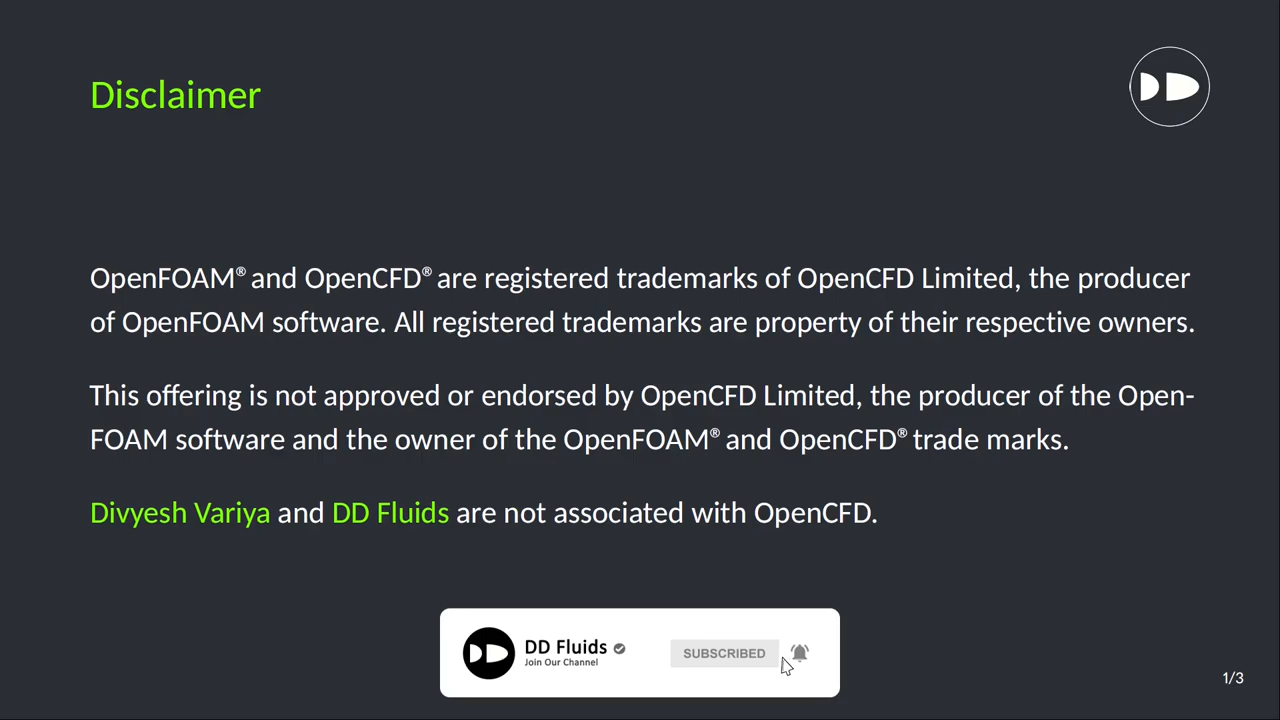 Disclaimer
OpenFOAM® and OpenCFD® are registered trademarks of OpenCFD Limited, the producer
of OpenFOAM software. All registered trademarks are property of their respective owners.
This offering is not approved or endorsed by OpenCFD Limited, the producer of the Open-
FOAM software and the owner of the OpenFOAM® and OpenCFD® trade marks.
Divyesh Variya and DD Fluids are not associated with OpenCFD.
DD Fluids
Join Our Channel
SUBSCRIBED
1/3